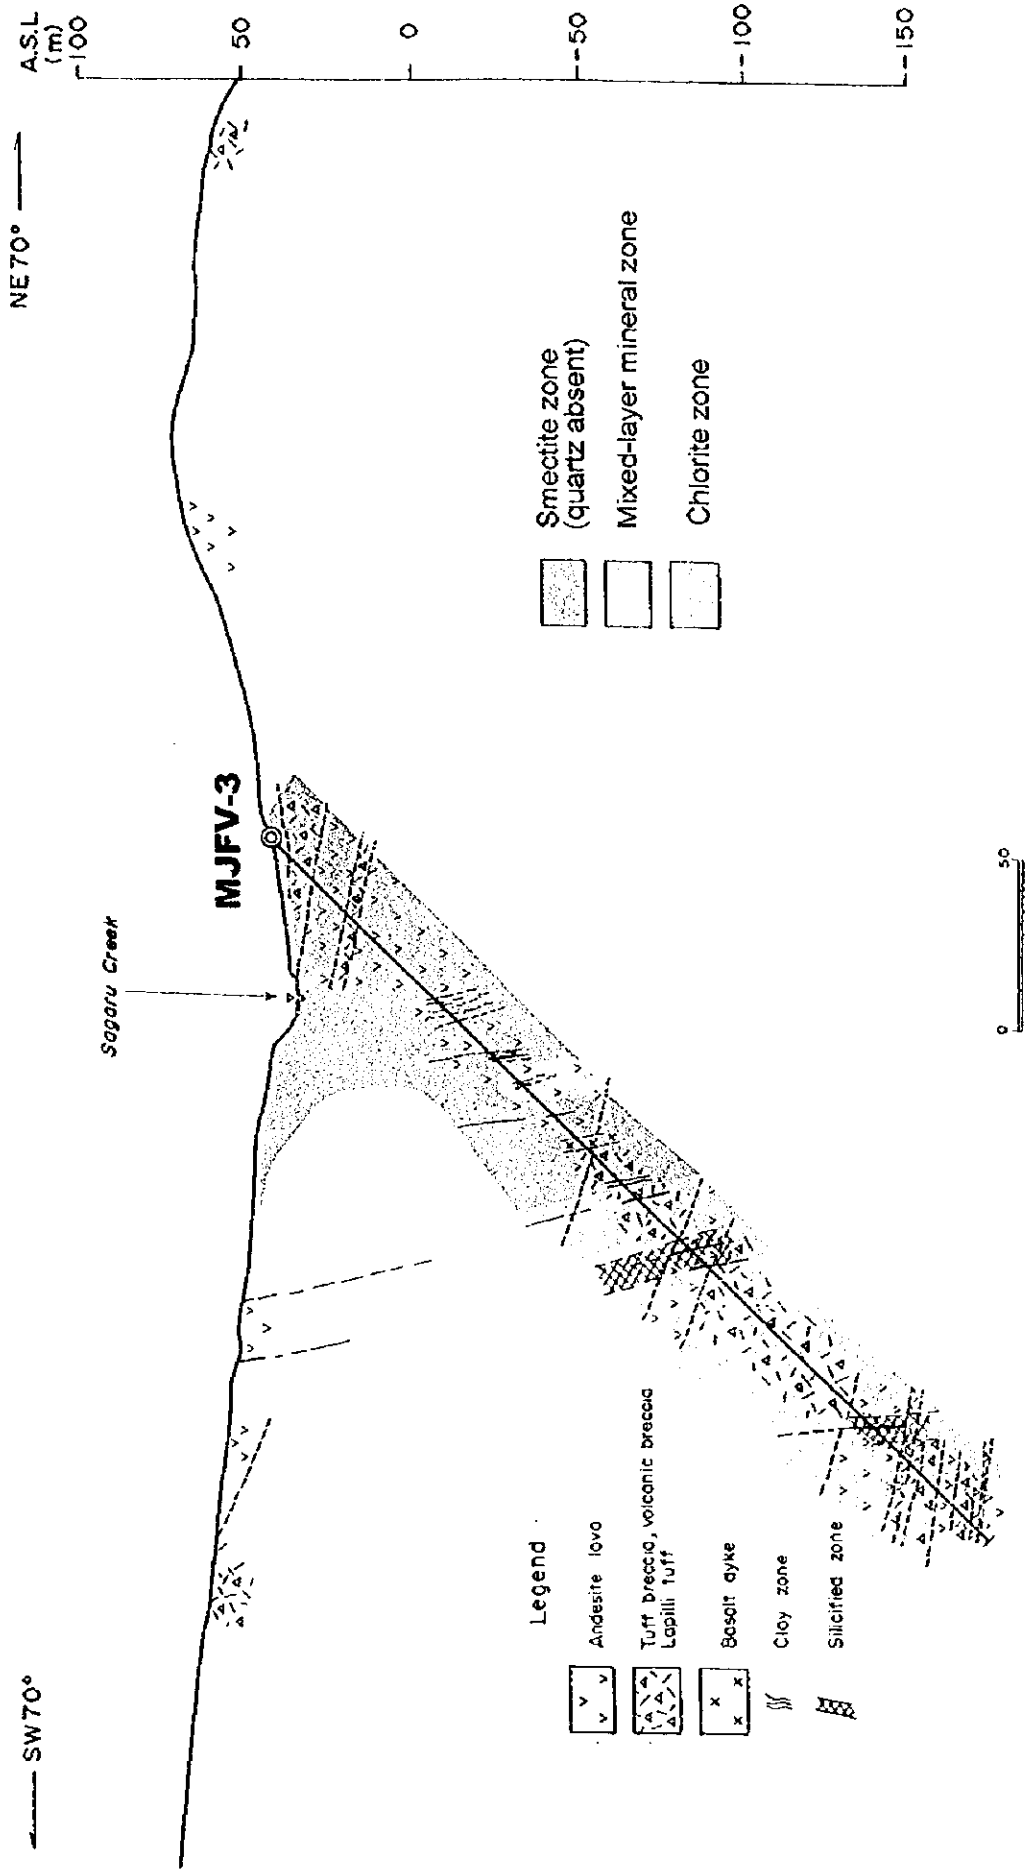 SW70°
NE70°
A.S.L
(m)
100
50
0
-50
-100
-150
Sagaru Creek
MJFV-3
Legend
Andesite lova
Tuff breccia, volcanic breccia
Lapilli tuff
Basalt dyke
Clay zone
Silicified zone
Smectite zone
(quartz absent)
Mixed-layer mineral zone
Chlorite zone
0
50